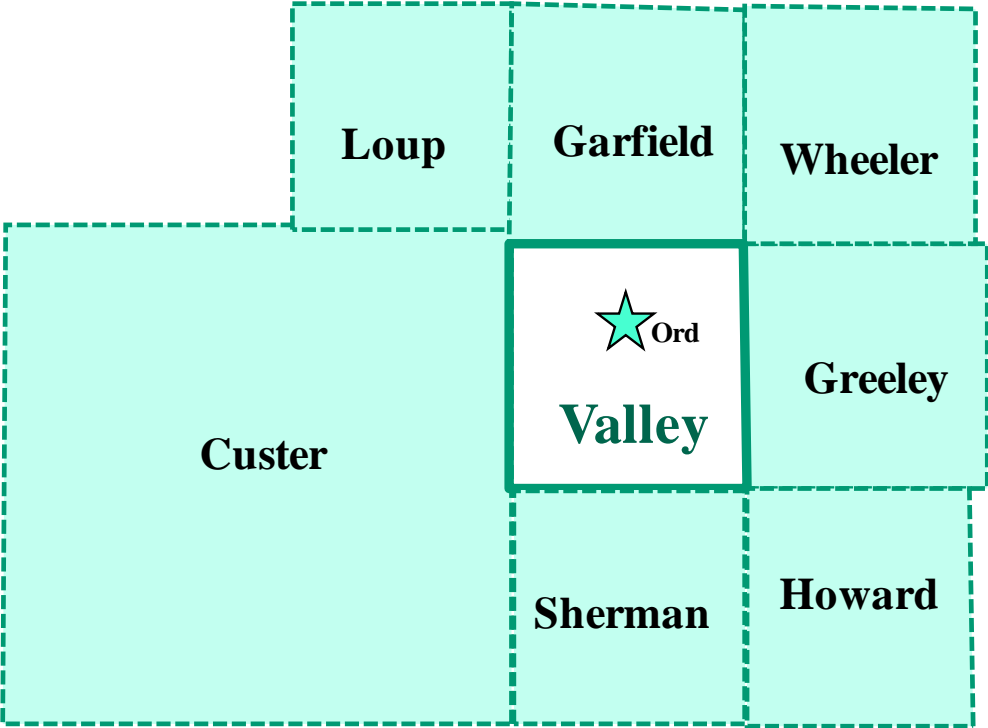 Loup
Garfield
Wheeler
Ord
Greeley
Valley
Custer
Sherman
Howard